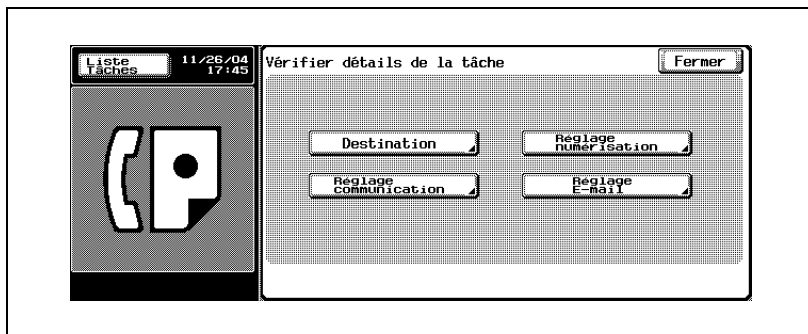 Liste
Tâches
11/26/04
17:45
Vérifier détails de la tâche
Fermer
Destination
Réglage
numérisation
Réglage
communication
Réglage
E-mail